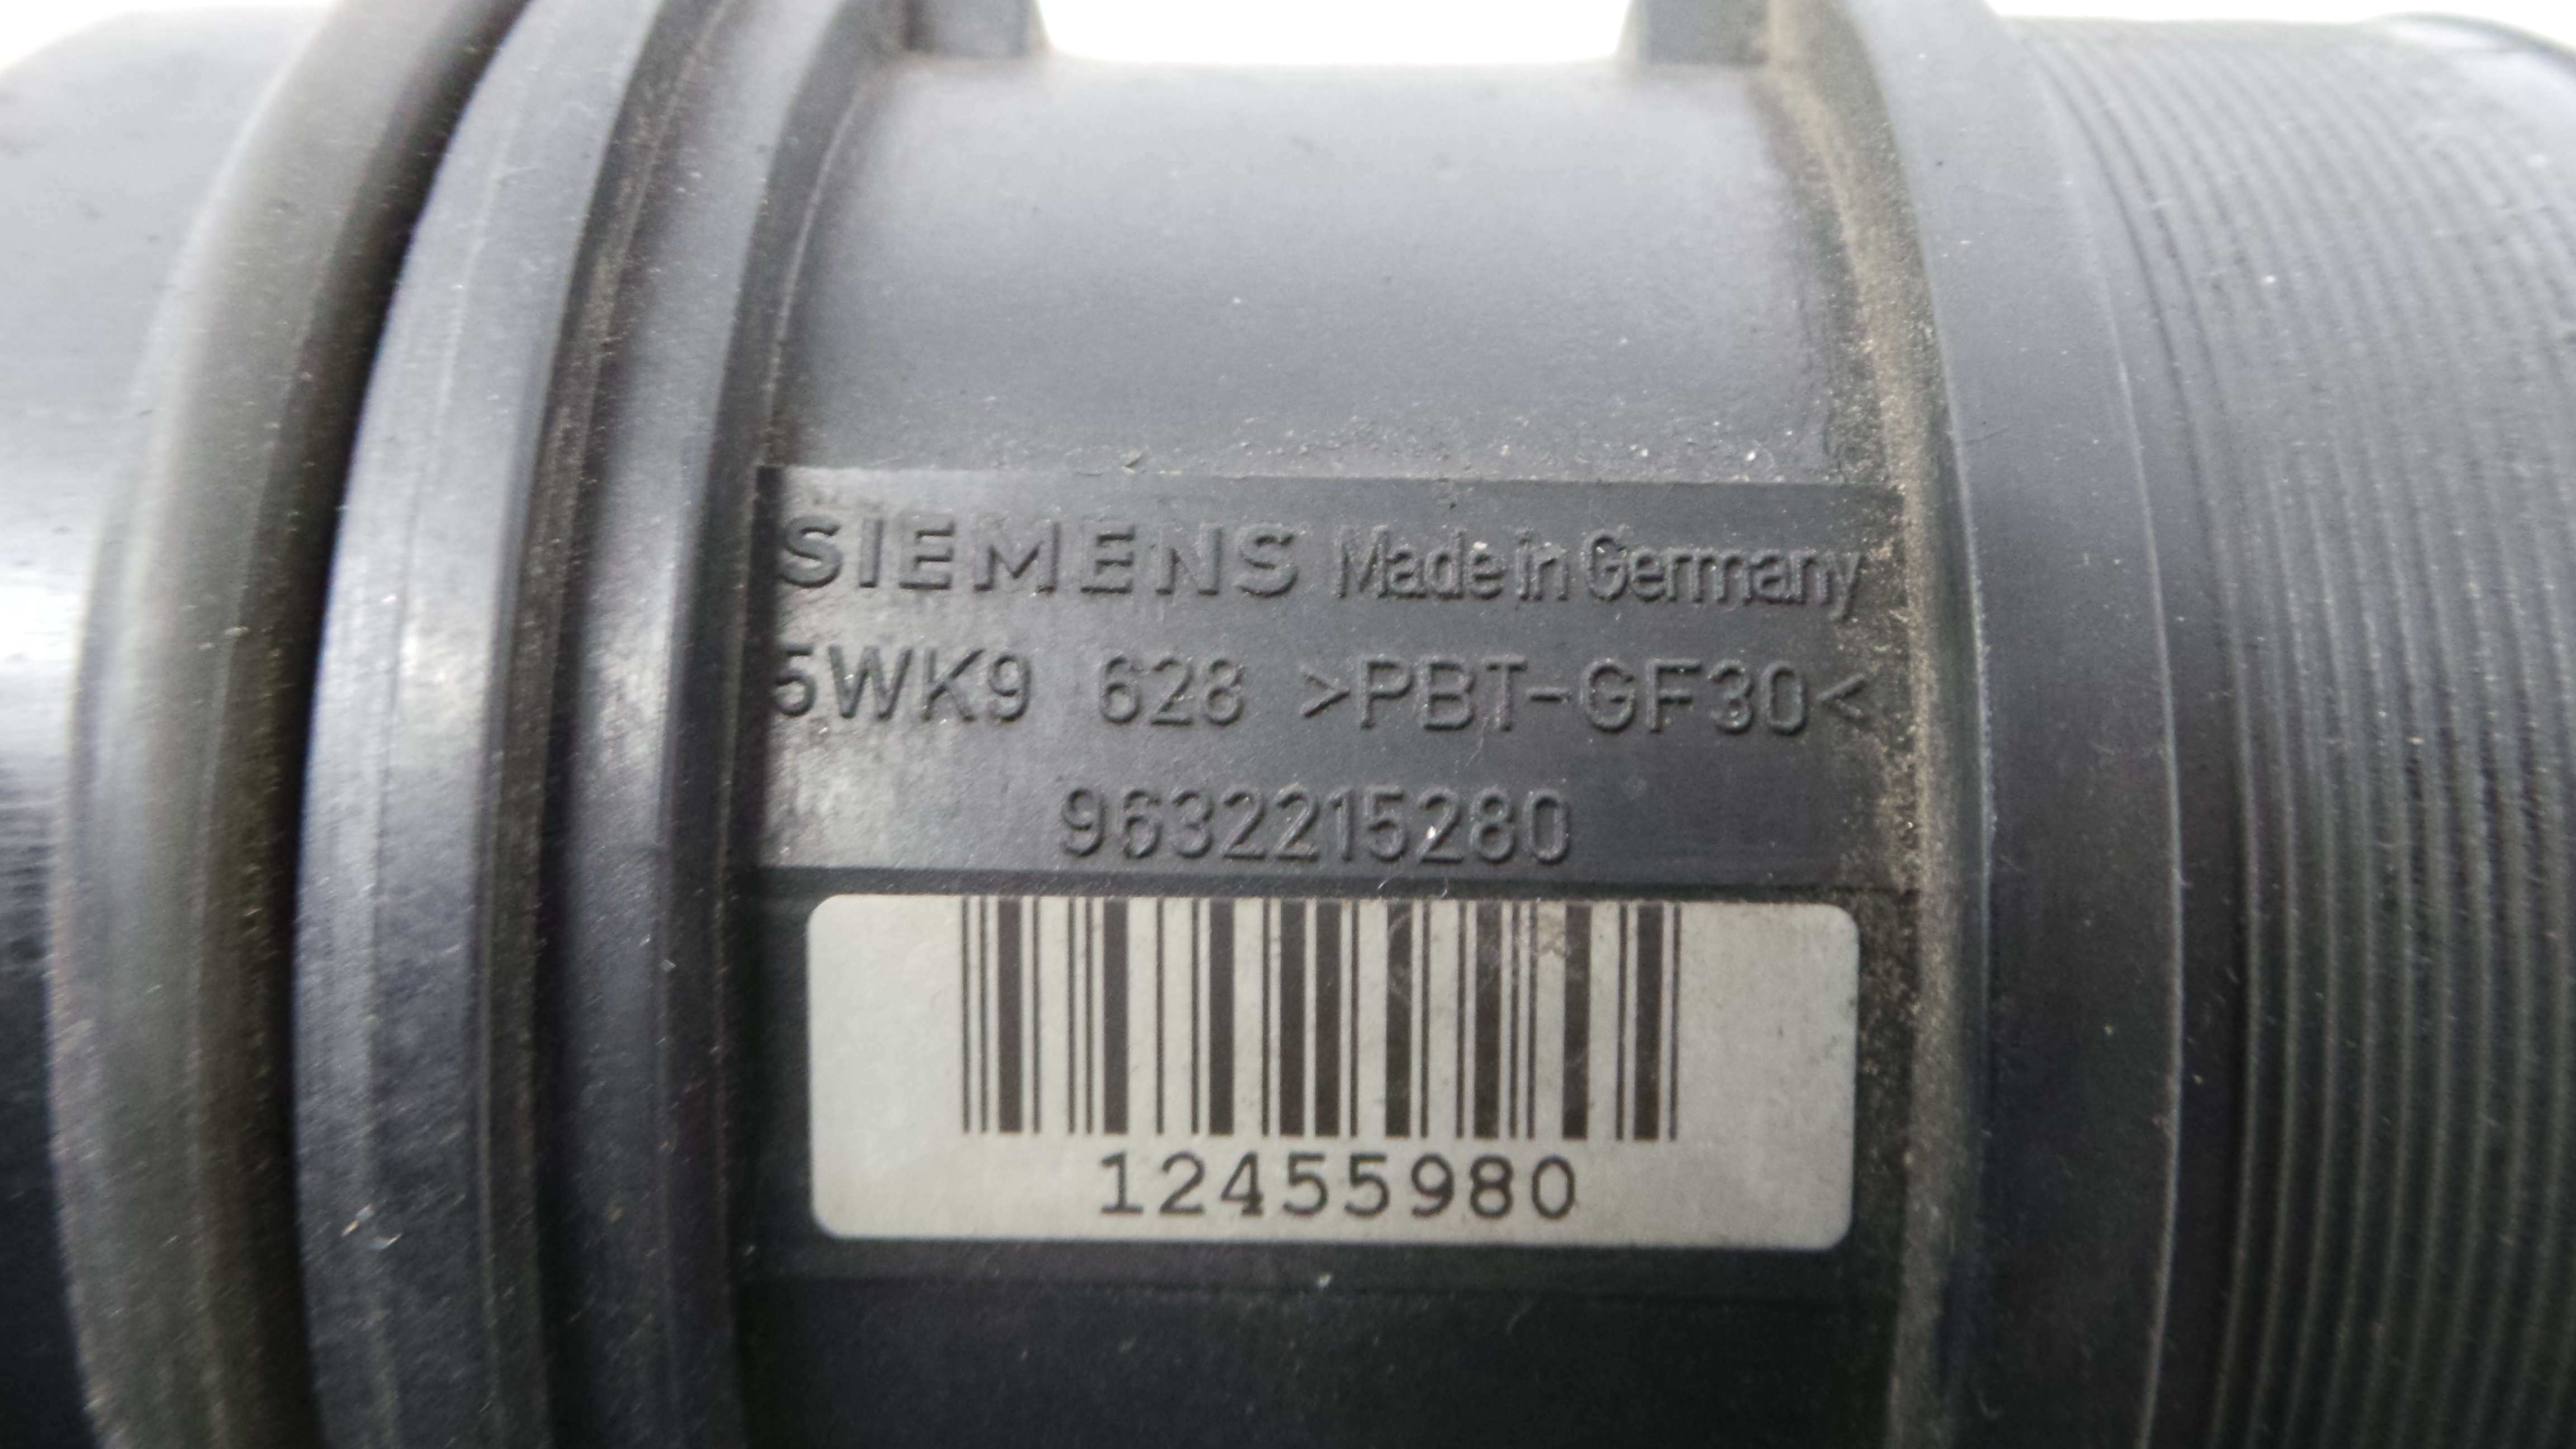 SIEMENS Made in Germany
5WK9 628 >PBT-GF30<
9632215280
12455980